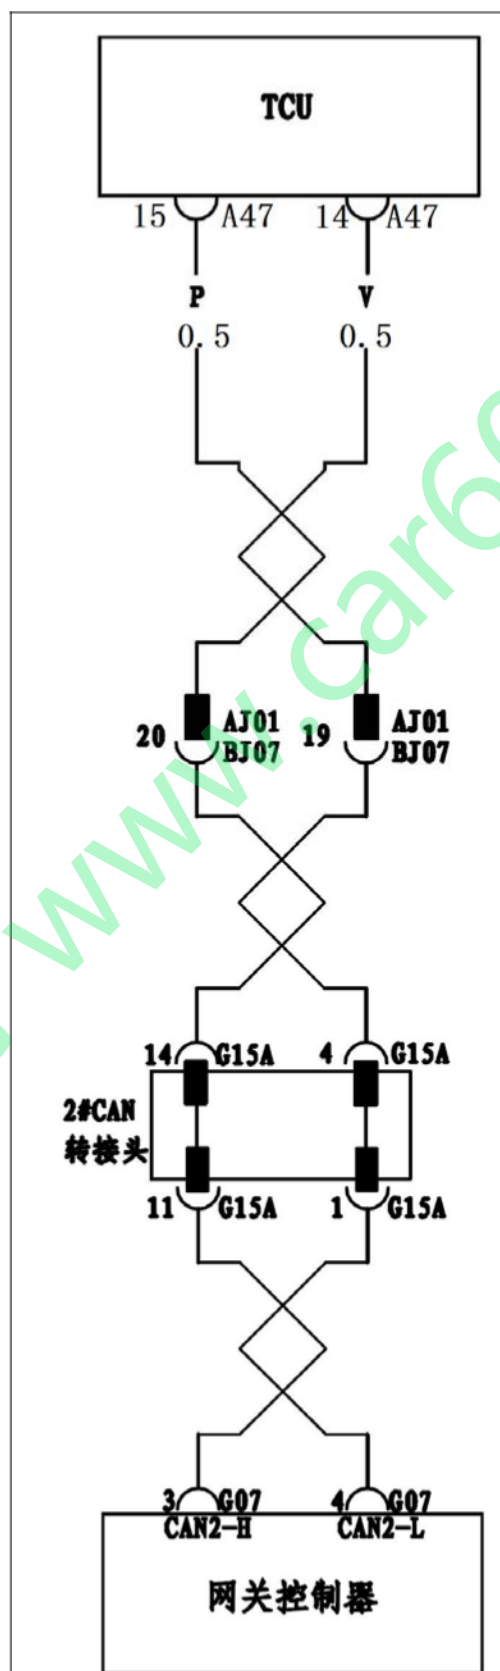 TCU
15 A47 14 A47
P V
0.5 0.5
20 AJ01 19 AJ01
BJ07 BJ07
14 G15A 4 G15A
2#CAN
转接头
11 G15A 1 G15A
3 G07 4 G07
CAN2-H CAN2-L
网关控制器
www.car6